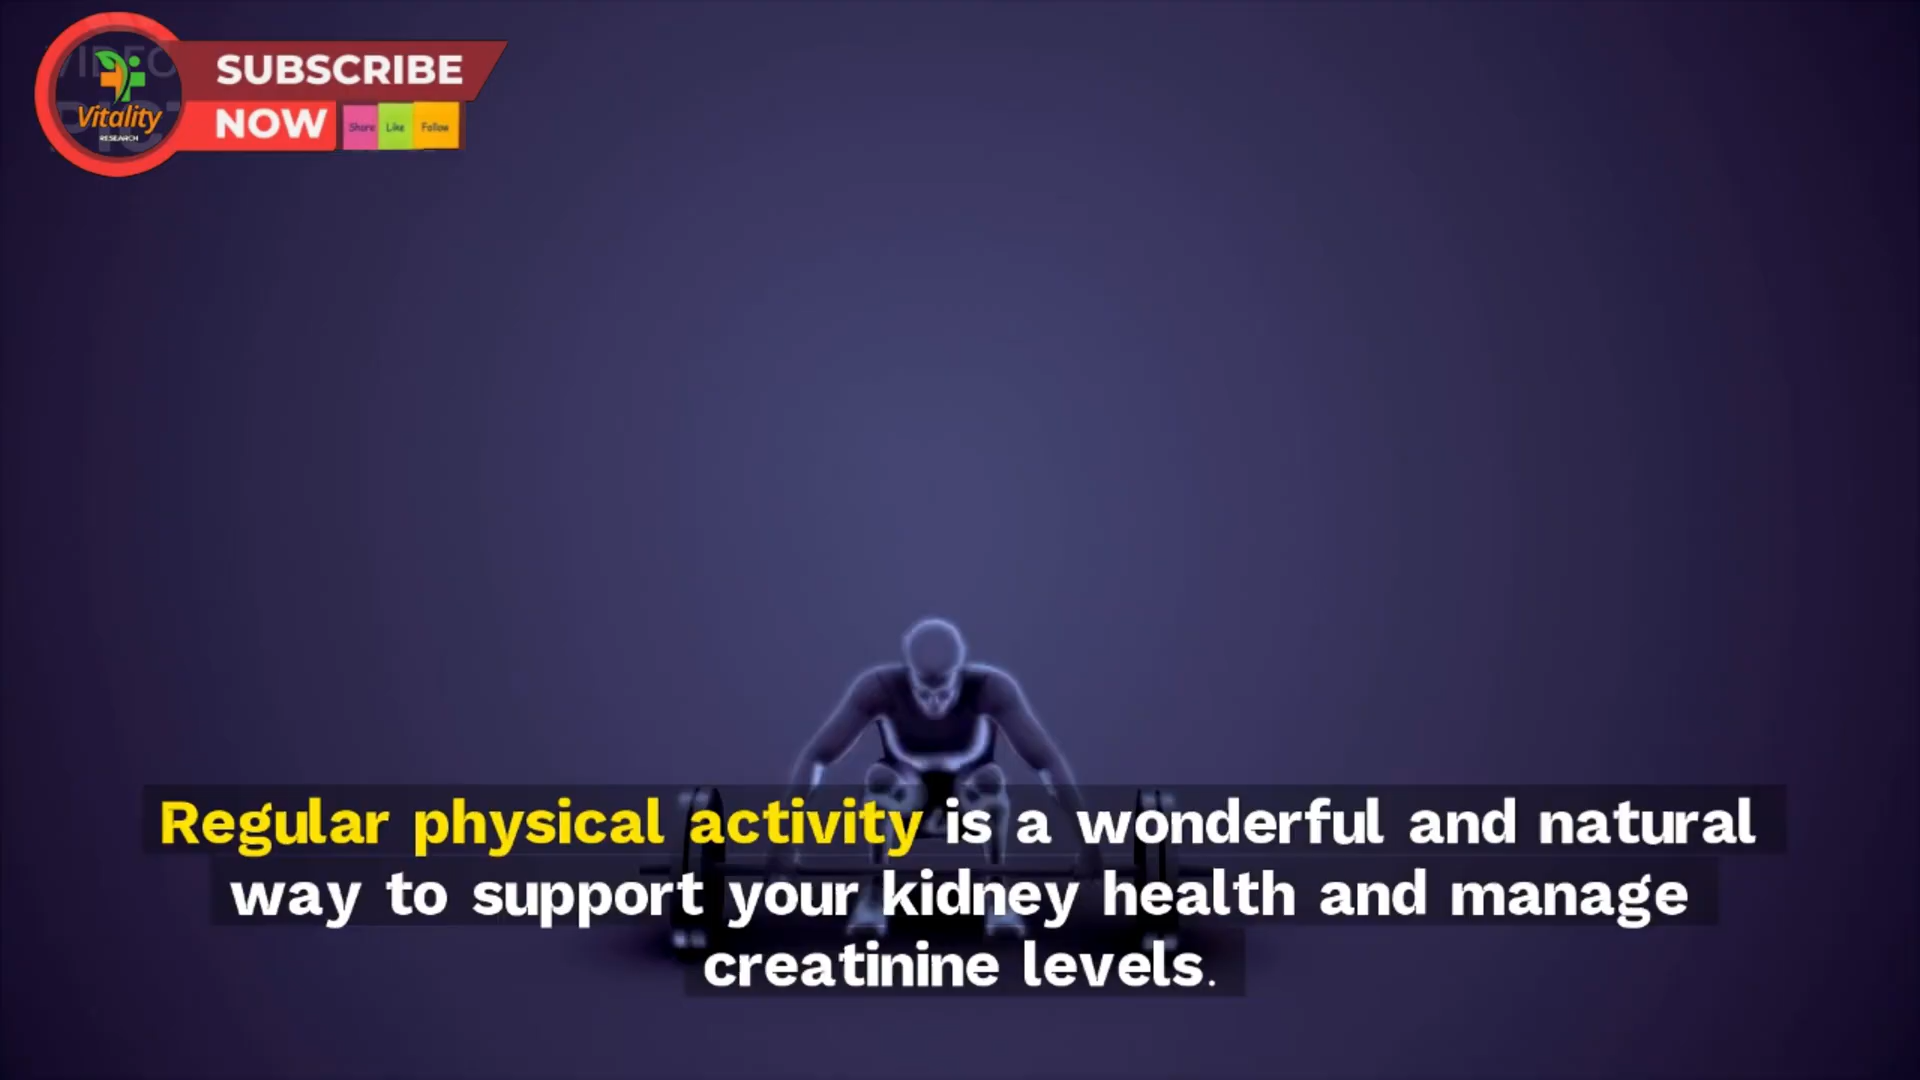 SUBSCRIBE
NOW
Share Like Follow
Vitality
RESEARCH
Regular physical activity is a wonderful and natural
way to support your kidney health and manage
creatinine levels.